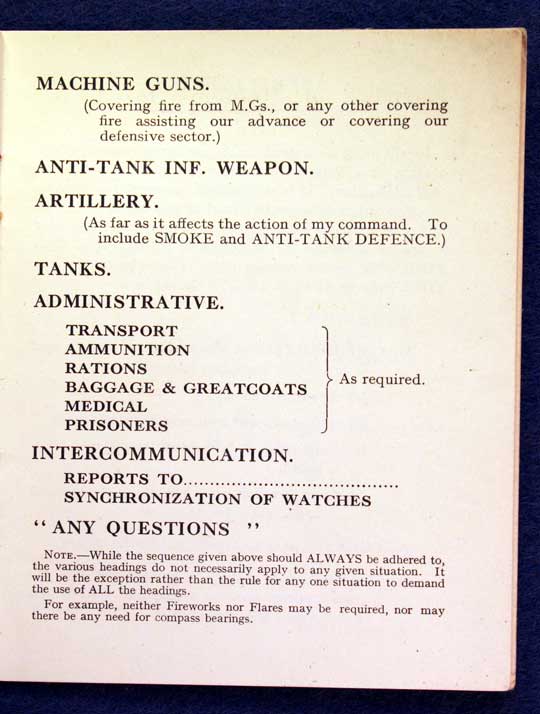 MACHINE GUNS.
(Covering fire from M.Gs., or any other covering
fire assisting our advance or covering our
defensive sector.)
ANTI-TANK INF. WEAPON.
ARTILLERY.
(As far as it affects the action of my command. To
include SMOKE and ANTI-TANK DEFENCE.)
TANKS.
ADMINISTRATIVE.
TRANSPORT
AMMUNITION
RATIONS
BAGGAGE & GREATCOATS
MEDICAL
PRISONERS
As required.
INTERCOMMUNICATION.
REPORTS TO..........................................
SYNCHRONIZATION OF WATCHES
“ ANY QUESTIONS ”
NOTE.—While the sequence given above should ALWAYS be adhered to,
the various headings do not necessarily apply to any given situation. It
will be the exception rather than the rule for any one situation to demand
the use of ALL the headings.
For example, neither Fireworks nor Flares may be required, nor may
there be any need for compass bearings.